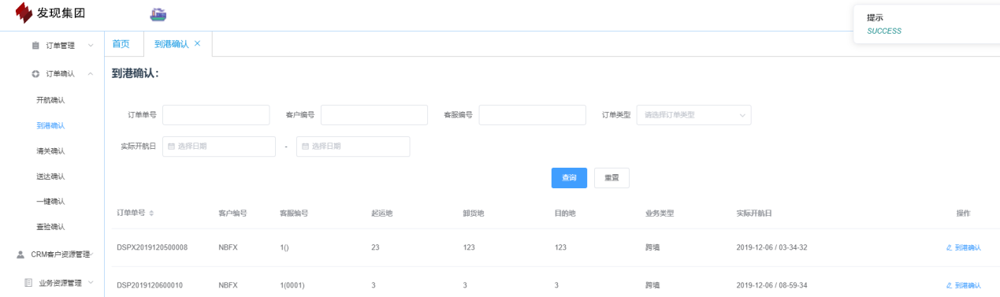 发现集团
提示
SUCCESS
订单管理
首页 到港确认 ×
订单确认
到港确认：
开航确认
订单单号 客户编号 客服编号 订单类型 请选择订单类型
到港确认
实际开航日 选择日期 - 选择日期
清关确认
送达确认
查询 重置
一键确认
订单单号 客户编号 客服编号 起运地 卸货地 目的地 业务类型 实际开航日 操作
查验确认
DSPX2019120500008 NBFX 1() 23 123 123 跨境 2019-12-06 / 03-34-32 到港确认
CRM客户资源管理
业务资源管理
DSP2019120600010 NBFX 1(0001) 3 3 3 跨境 2019-12-06 / 08-59-34 到港确认